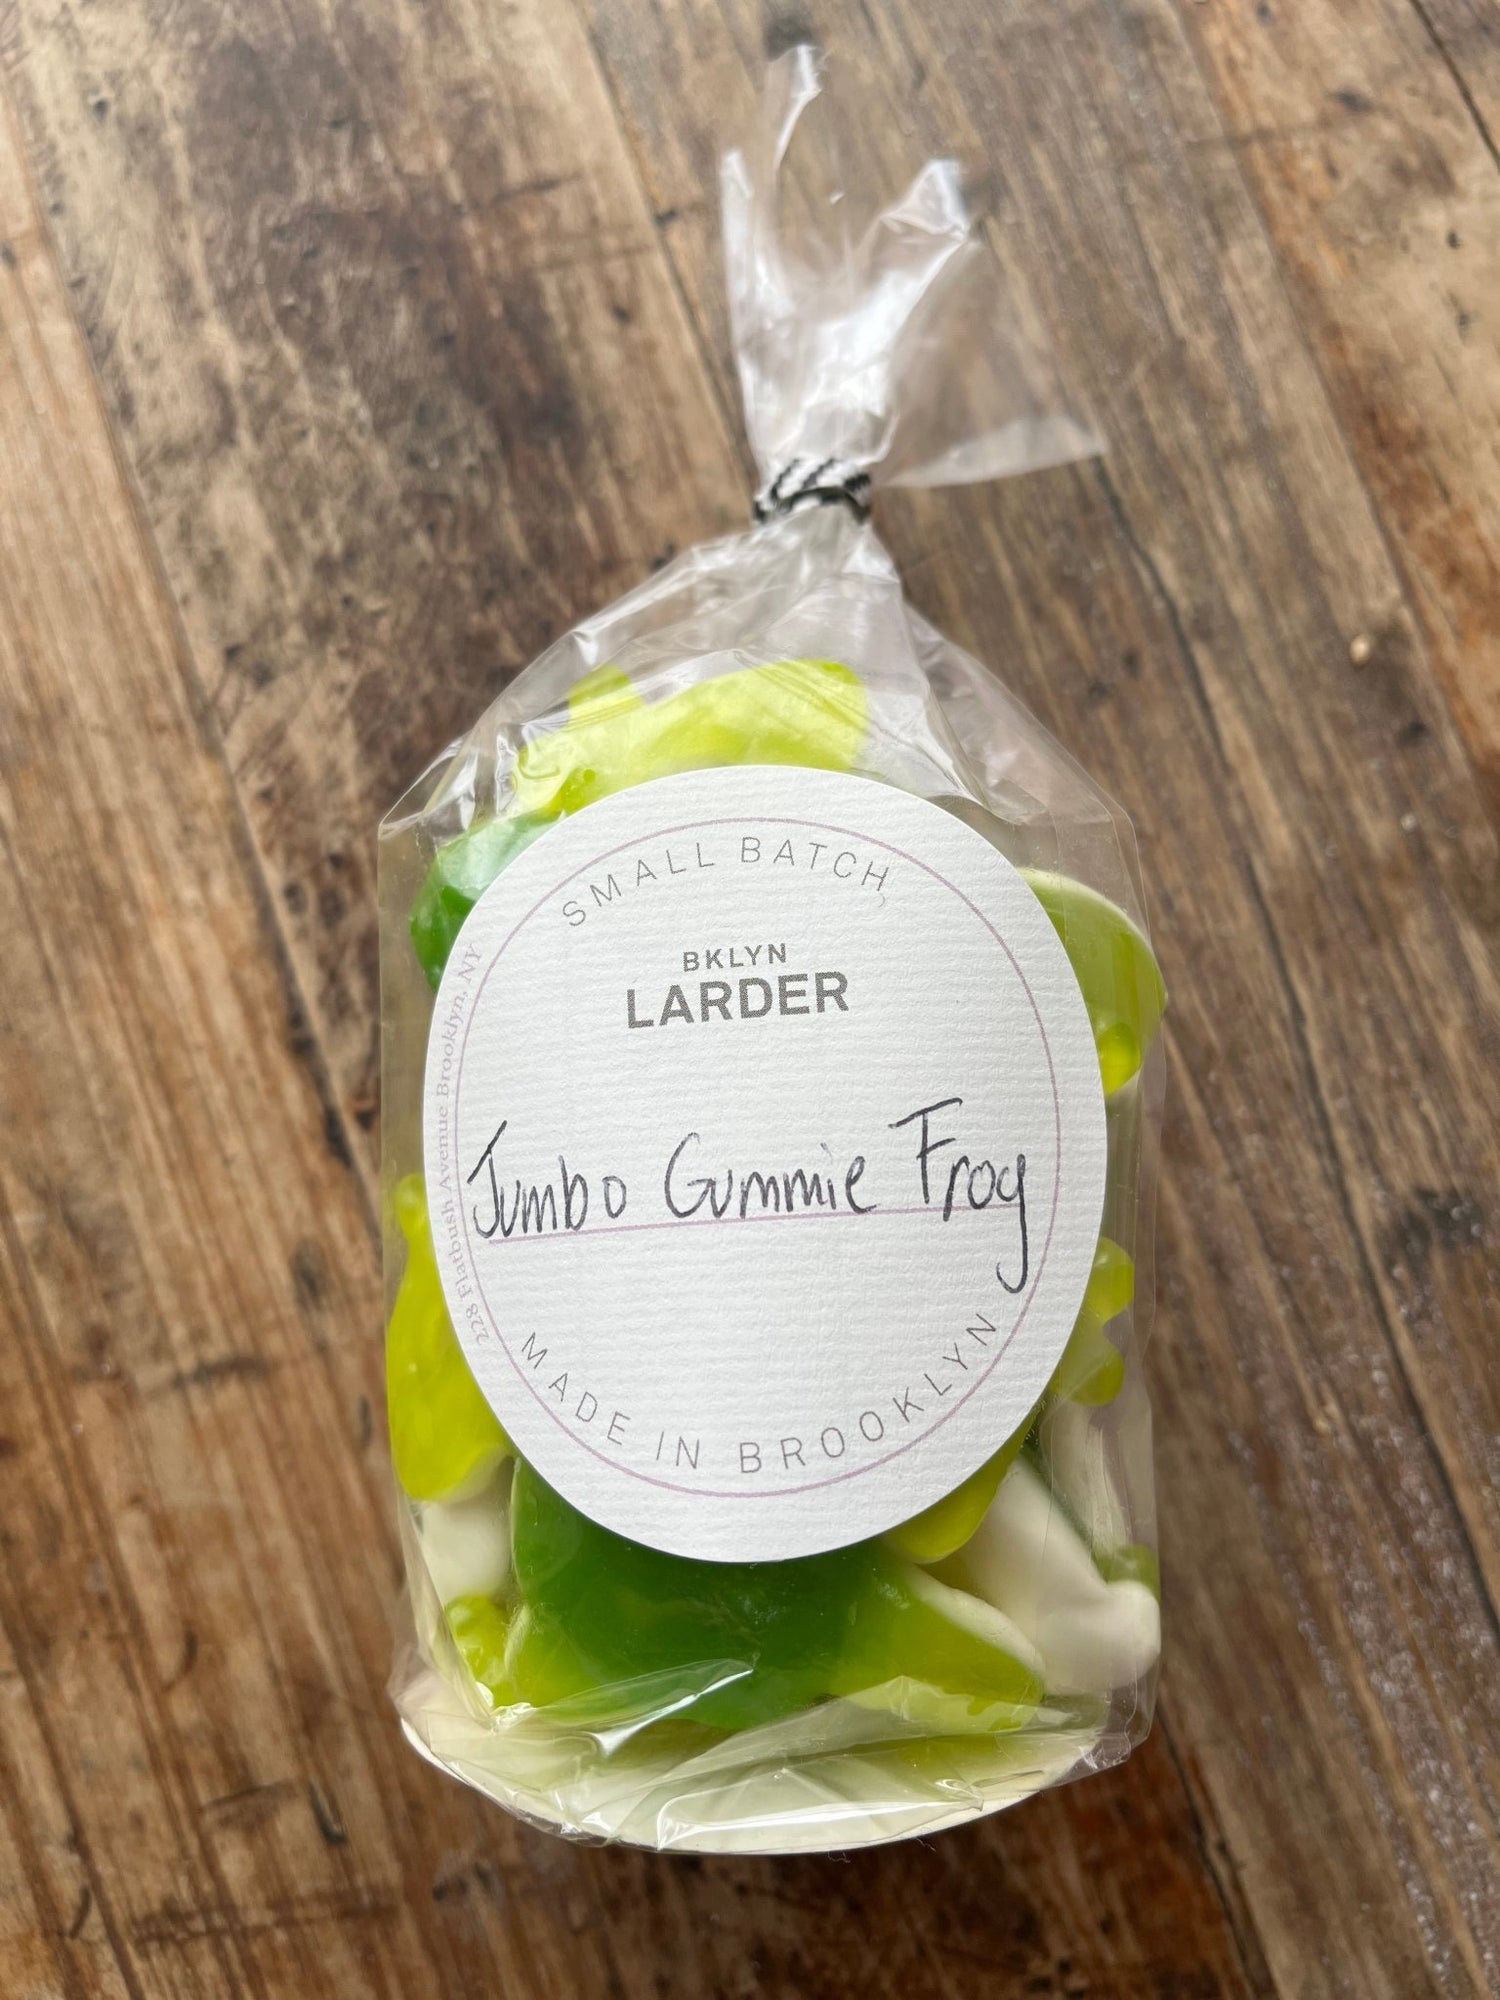 SMALL BATCH,
BKLYN
LARDER
Jumbo Gummie Frog
MADE IN BROOKLYN
228 Flatbush Avenue Brooklyn, NY